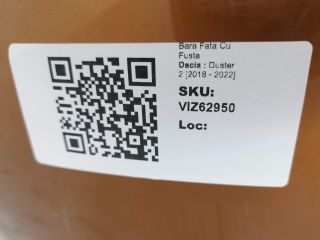 Bara Fata Cu
Fusta
Dacia : Duster
2 [2018 - 2022]
SKU:
VIZ62950
Loc: